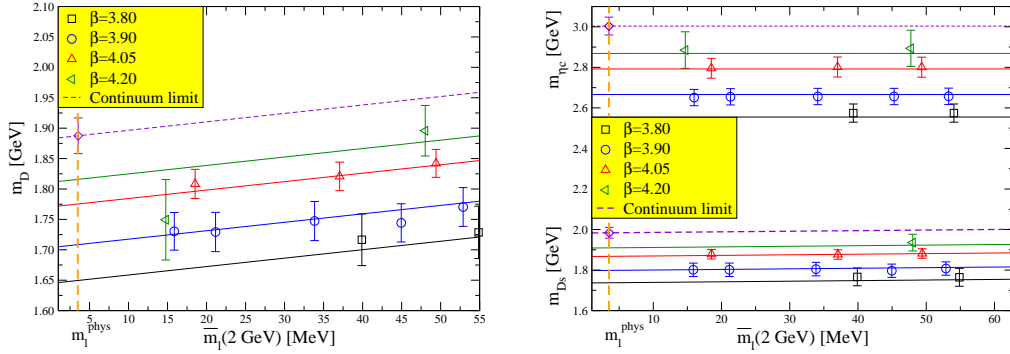 2.10
2.05
2.00
1.95
1.90
1.85
1.80
1.75
1.70
1.65
1.60
m_D [GeV]
β=3.80
β=3.90
β=4.05
β=4.20
Continuum limit
m_l^phys 10 15 20 25 30 35 40 45 50 55
m̅_l(2 GeV) [MeV]
3.0
2.8
2.6
m_ηc [GeV]
β=3.80
β=3.90
β=4.05
β=4.20
Continuum limit
2.4
2.2
2.0
1.8
1.6
m_Ds [GeV]
m_l^phys 10 20 30 40 50 60
m̅_l(2 GeV) [MeV]